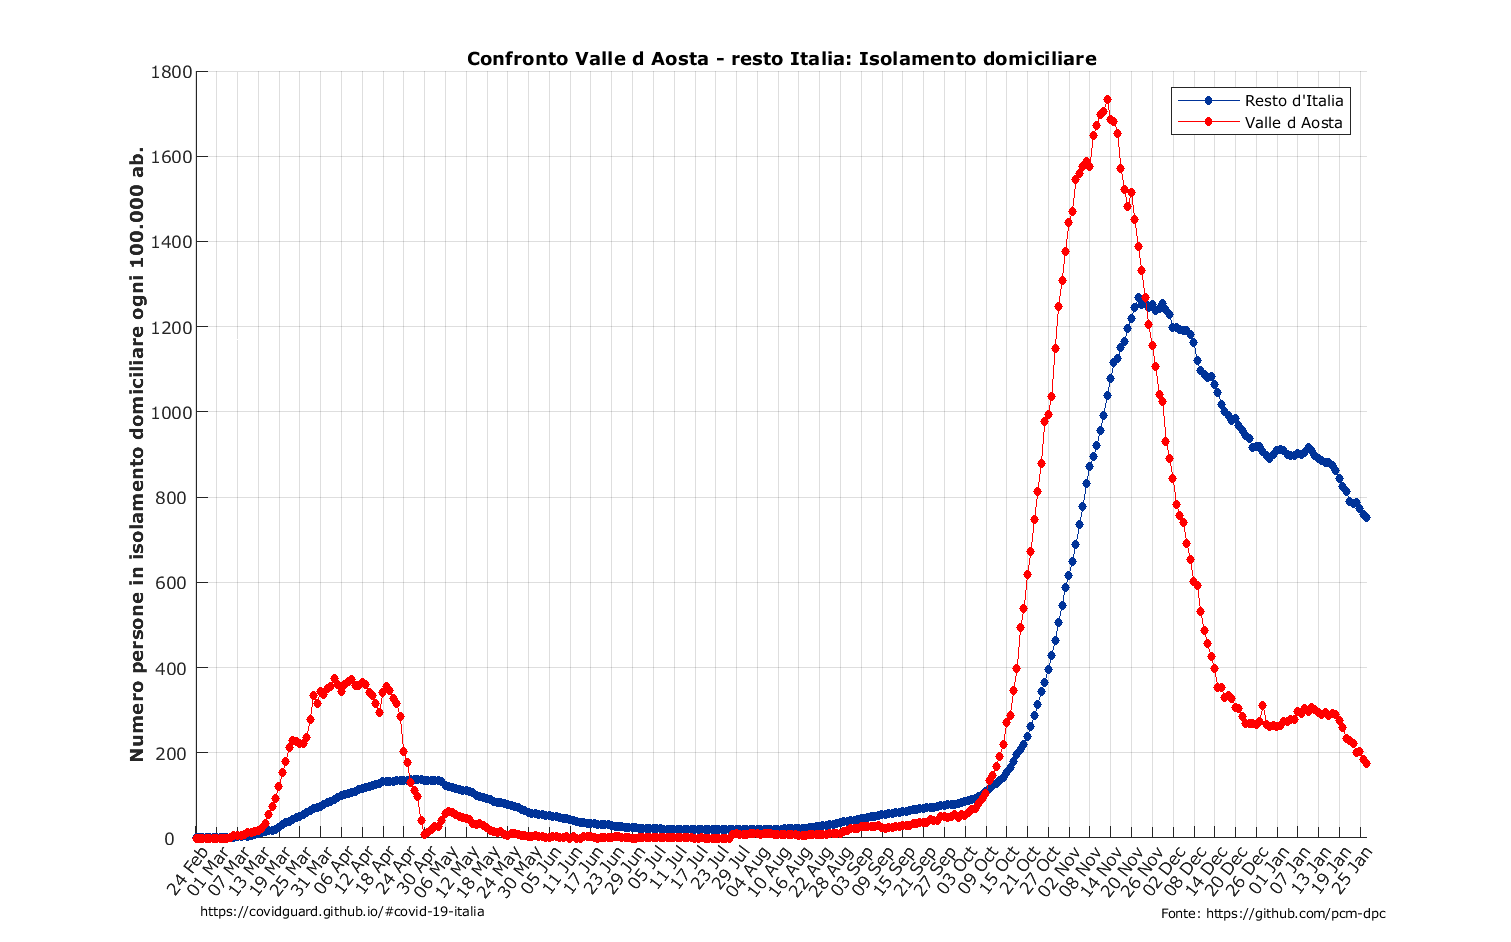 Confronto Valle d Aosta - resto Italia: Isolamento domiciliare
Numero persone in isolamento domiciliare ogni 100.000 ab.
1800
1600
1400
1200
1000
800
600
400
200
0
Resto d'Italia
Valle d Aosta
24 Feb
01 Mar
07 Mar
13 Mar
19 Mar
25 Mar
31 Mar
06 Apr
12 Apr
18 Apr
24 Apr
30 Apr
06 May
12 May
18 May
24 May
30 May
05 Jun
11 Jun
17 Jun
23 Jun
29 Jun
05 Jul
11 Jul
17 Jul
23 Jul
29 Jul
04 Aug
10 Aug
16 Aug
22 Aug
28 Aug
03 Sep
09 Sep
15 Sep
21 Sep
27 Sep
03 Oct
09 Oct
15 Oct
21 Oct
27 Oct
02 Nov
08 Nov
14 Nov
20 Nov
26 Nov
02 Dec
08 Dec
14 Dec
20 Dec
26 Dec
01 Jan
07 Jan
13 Jan
19 Jan
25 Jan
https://covidguard.github.io/#covid-19-italia
Fonte: https://github.com/pcm-dpc